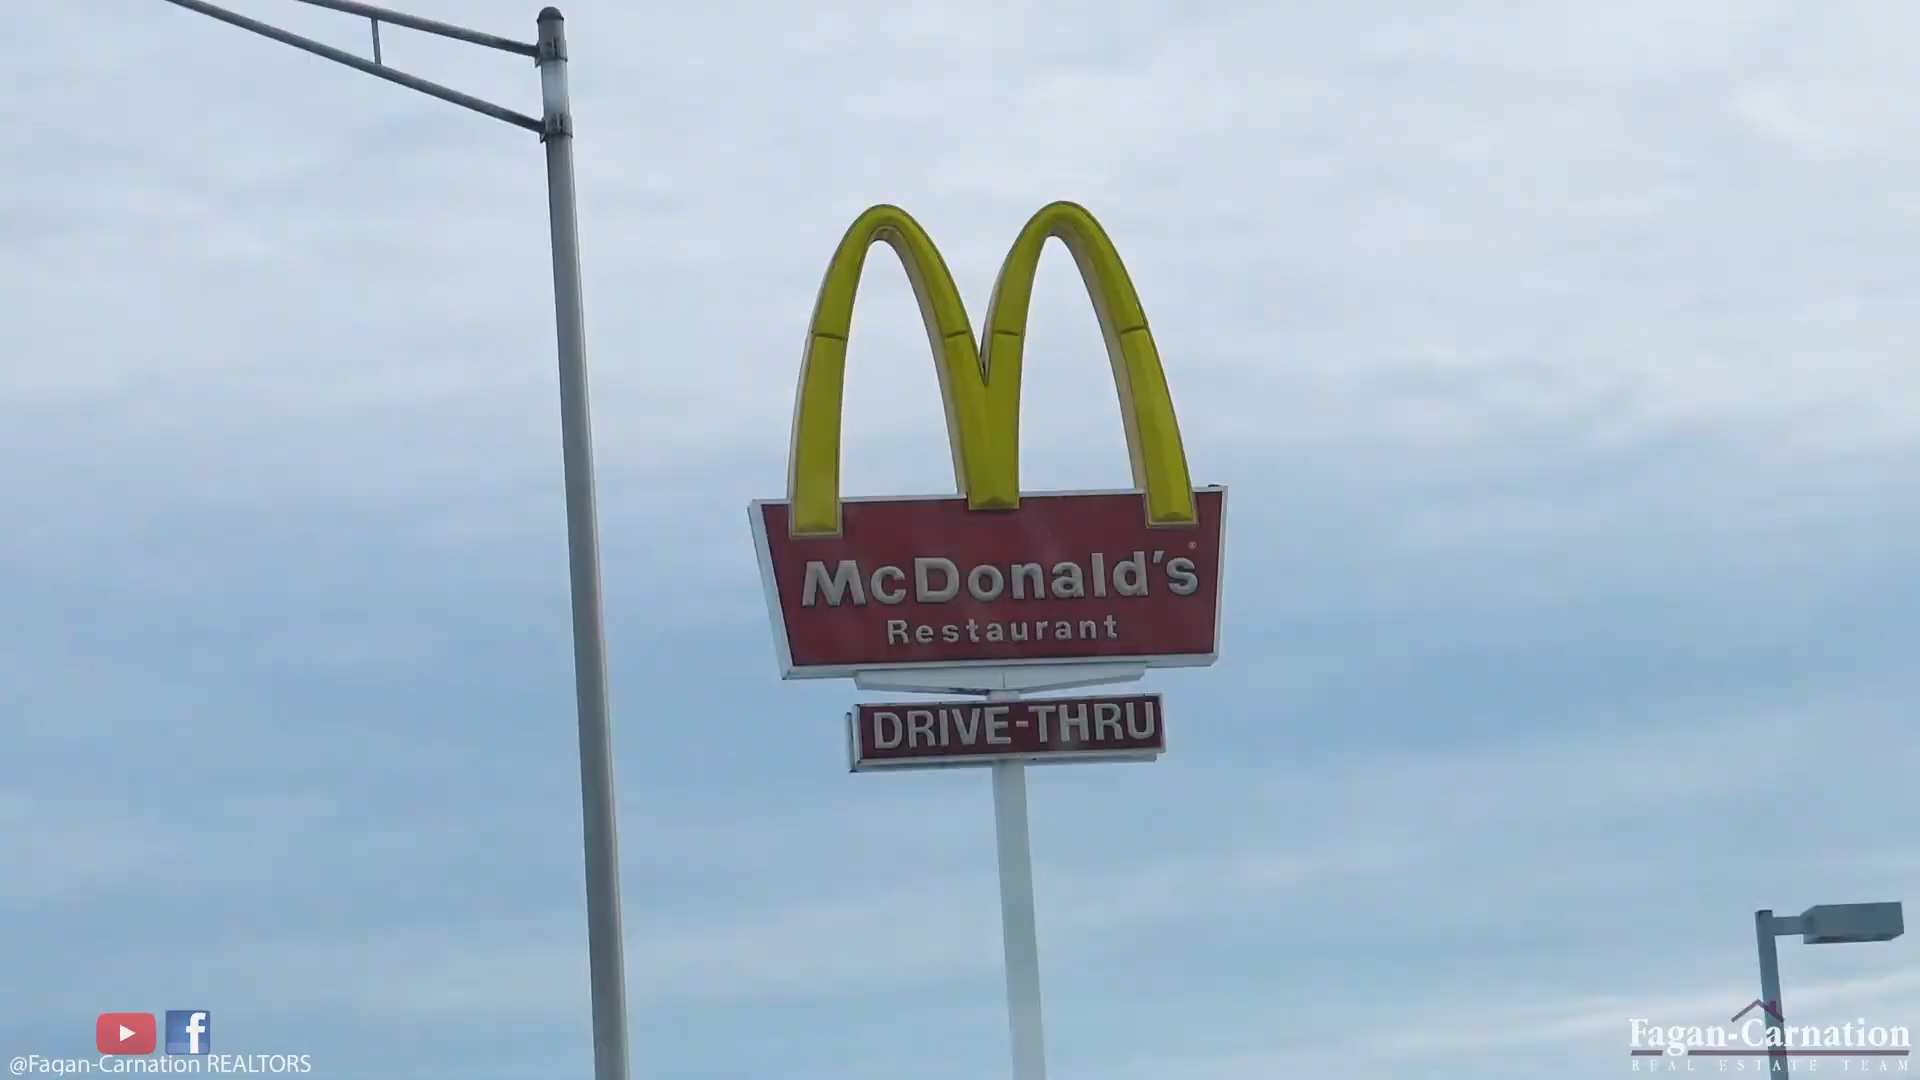 McDonald's®
Restaurant
DRIVE-THRU
@Fagan-Carnation REALTORS
Fagan-Carnation
REAL ESTATE TEAM